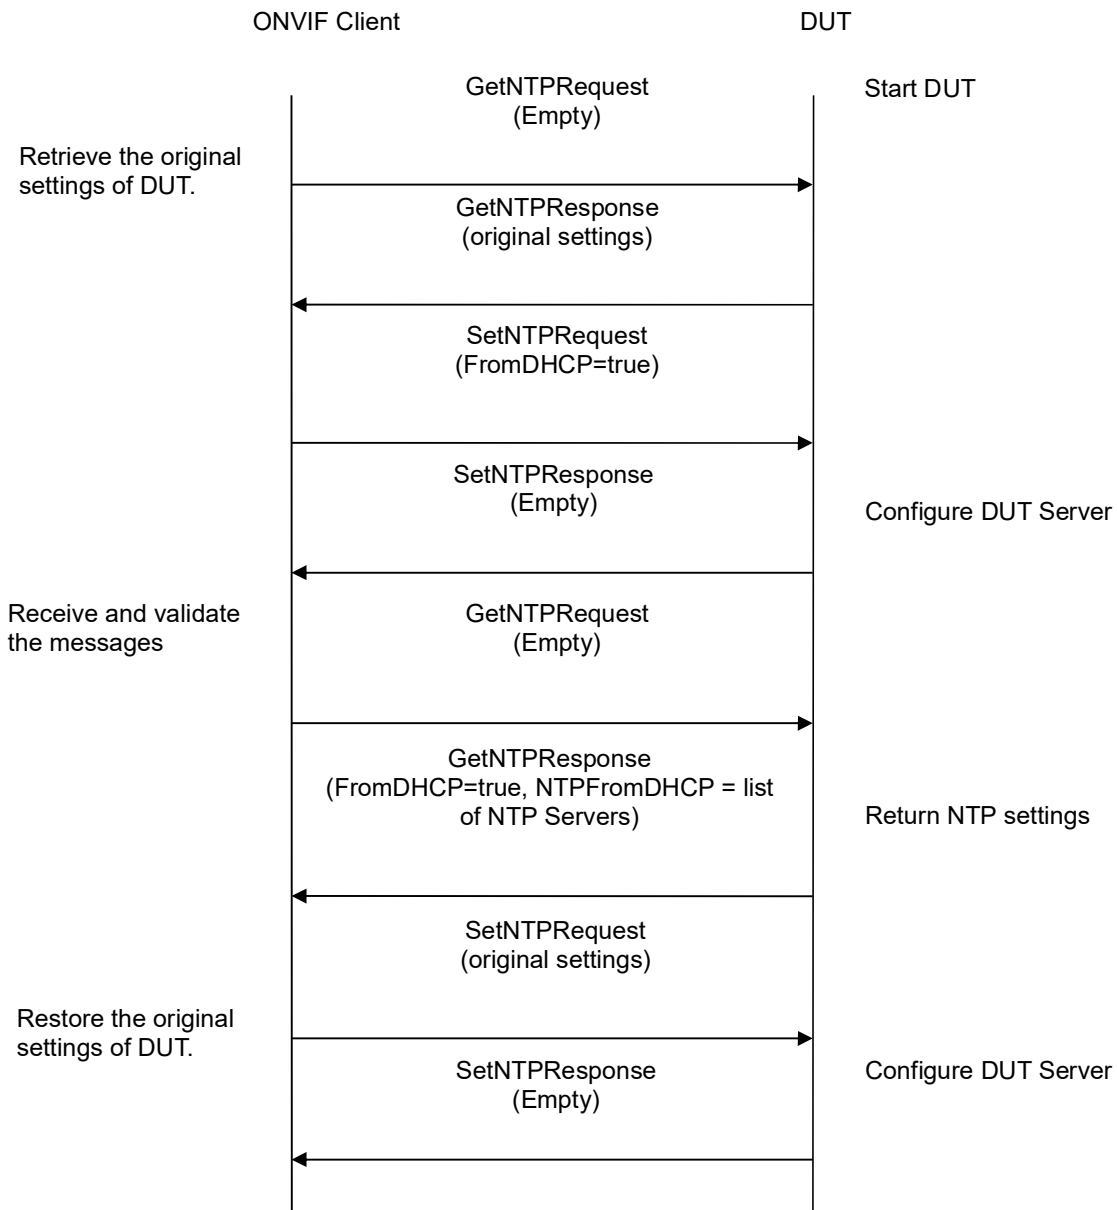 ONVIF Client
DUT
GetNTPRequest
(Empty)
Start DUT
Retrieve the original
settings of DUT.
GetNTPResponse
(original settings)
SetNTPRequest
(FromDHCP=true)
SetNTPResponse
(Empty)
Configure DUT Server
Receive and validate
the messages
GetNTPRequest
(Empty)
GetNTPResponse
(FromDHCP=true, NTPFromDHCP = list
of NTP Servers)
Return NTP settings
SetNTPRequest
(original settings)
Restore the original
settings of DUT.
SetNTPResponse
(Empty)
Configure DUT Server